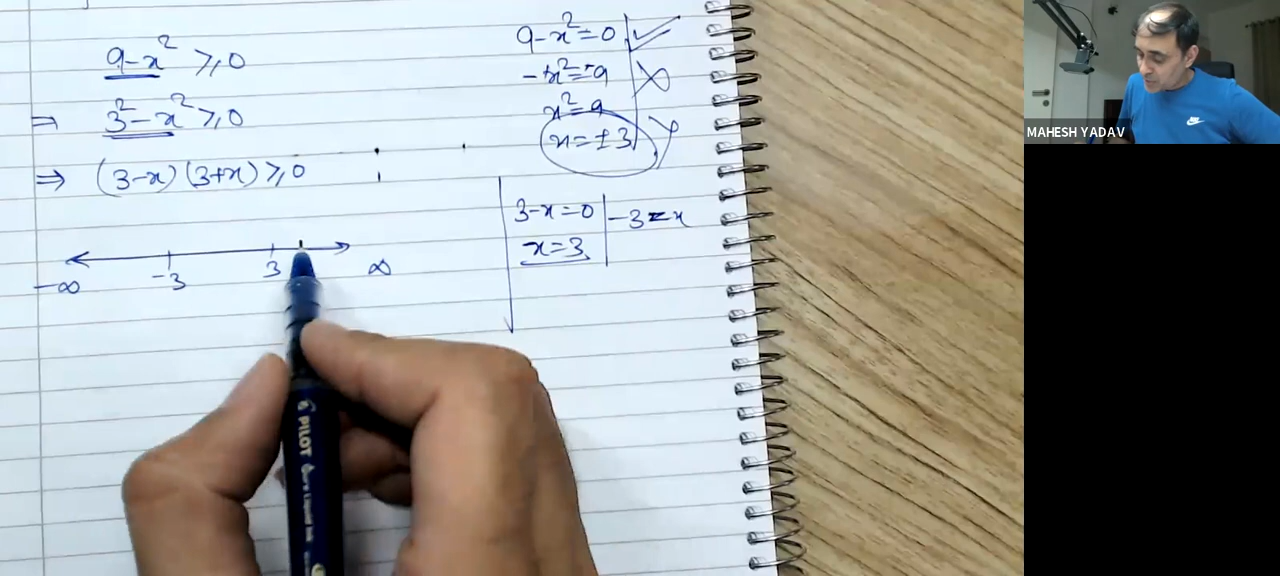 9-x²≥0
⇒ 3²-x²≥0
⇒ (3-x)(3+x)≥0
-∞ -3 3 ∞
9-x²=0
-x²=-9
x²=9
x=±3
3-x=0
x=3
-3=x
PILOT
MAHESH YADAV